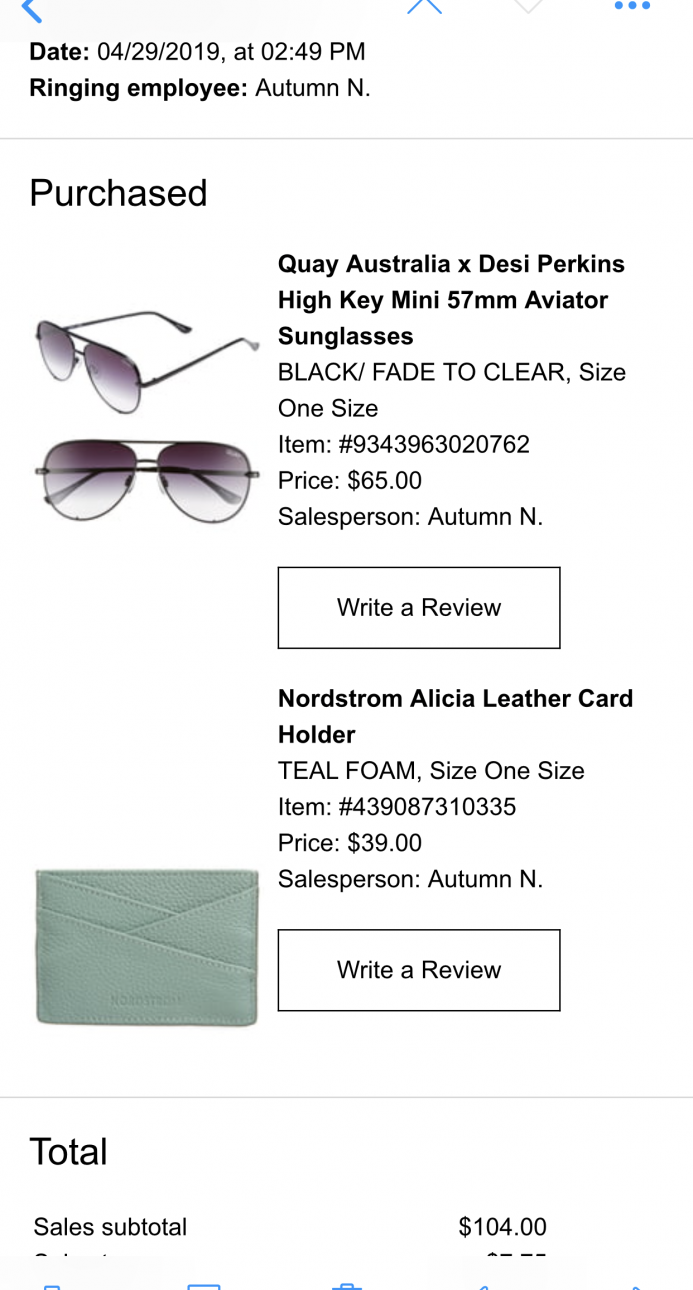 Date: 04/29/2019, at 02:49 PM
Ringing employee: Autumn N.
Purchased
Quay Australia x Desi Perkins
High Key Mini 57mm Aviator
Sunglasses
BLACK/ FADE TO CLEAR, Size
One Size
Item: #9343963020762
Price: $65.00
Salesperson: Autumn N.
Write a Review
Nordstrom Alicia Leather Card
Holder
TEAL FOAM, Size One Size
Item: #439087310335
Price: $39.00
Salesperson: Autumn N.
NORDSTROM
Write a Review
Total
Sales subtotal $104.00